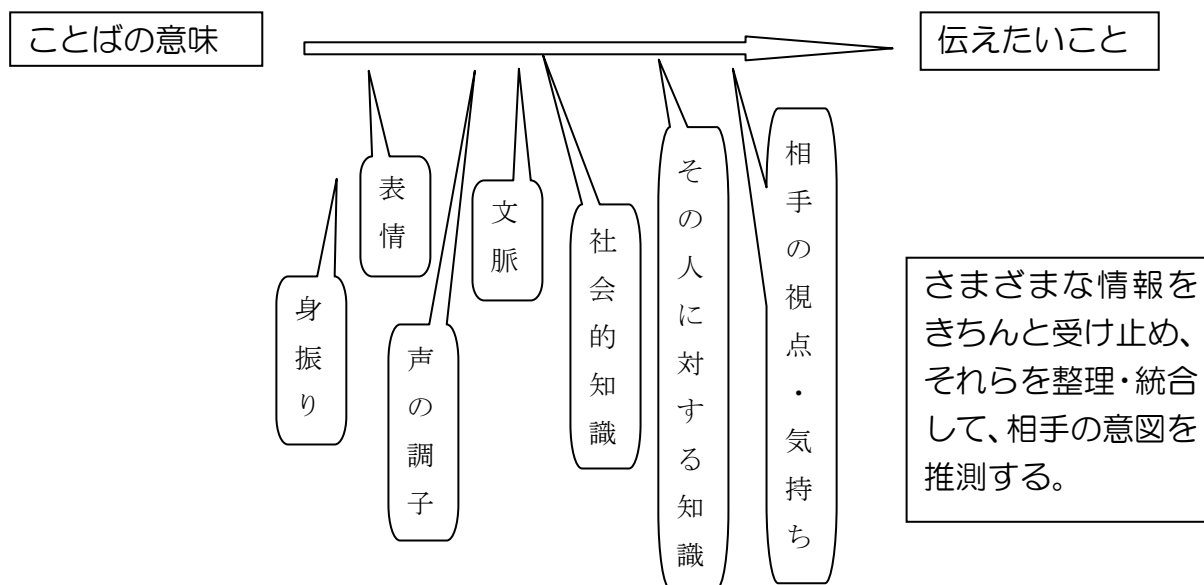 ことばの意味
伝えたいこと
身振り
表情
声の調子
文脈
社会的知識
その人に対する知識
相手の視点・気持ち
さまざまな情報を
きちんと受け止め、
それらを整理・統合
して、相手の意図を
推測する。